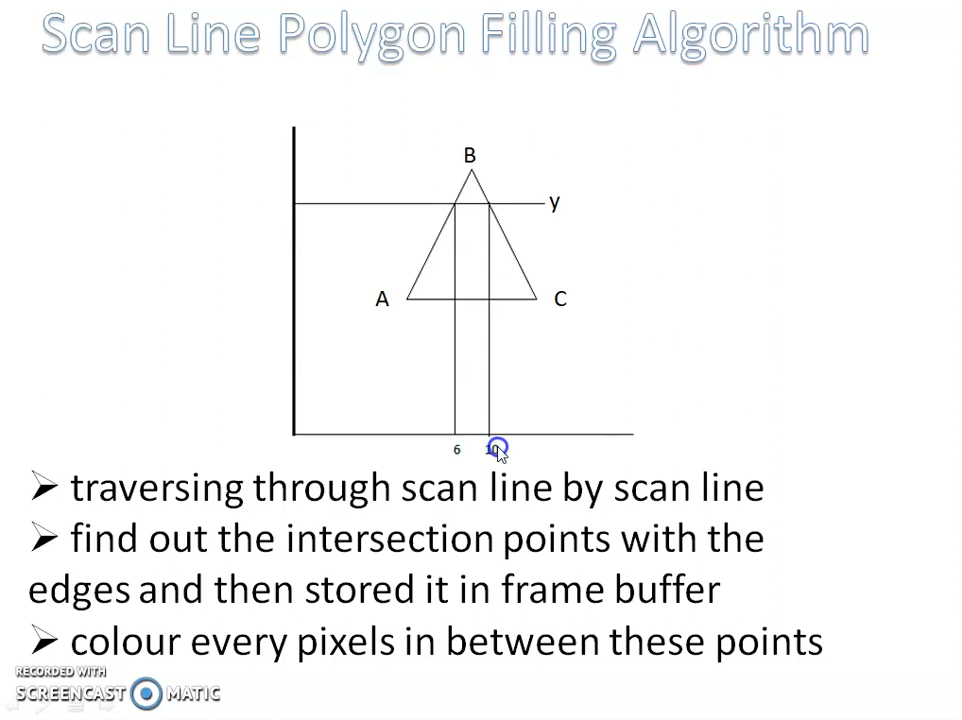 Scan Line Polygon Filling Algorithm
B
y
A
C
6
10
➢ traversing through scan line by scan line
➢ find out the intersection points with the
edges and then stored it in frame buffer
➢ colour every pixels in between these points
RECORDED WITH
SCREENCAST MATIC